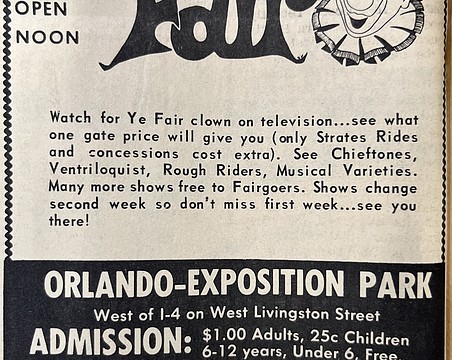 OPEN
NOON
Fair
Watch for Ye Fair clown on television...see what
one gate price will give you (only Strates Rides
and concessions cost extra). See Chieftones,
Ventriloquist, Rough Riders, Musical Varieties.
Many more shows free to Fairgoers. Shows change
second week so don't miss first week...see you
there!
ORLANDO-EXPOSITION PARK
West of I-4 on West Livingston Street
ADMISSION: $1.00 Adults, 25c Children
6-12 years, Under 6, Free